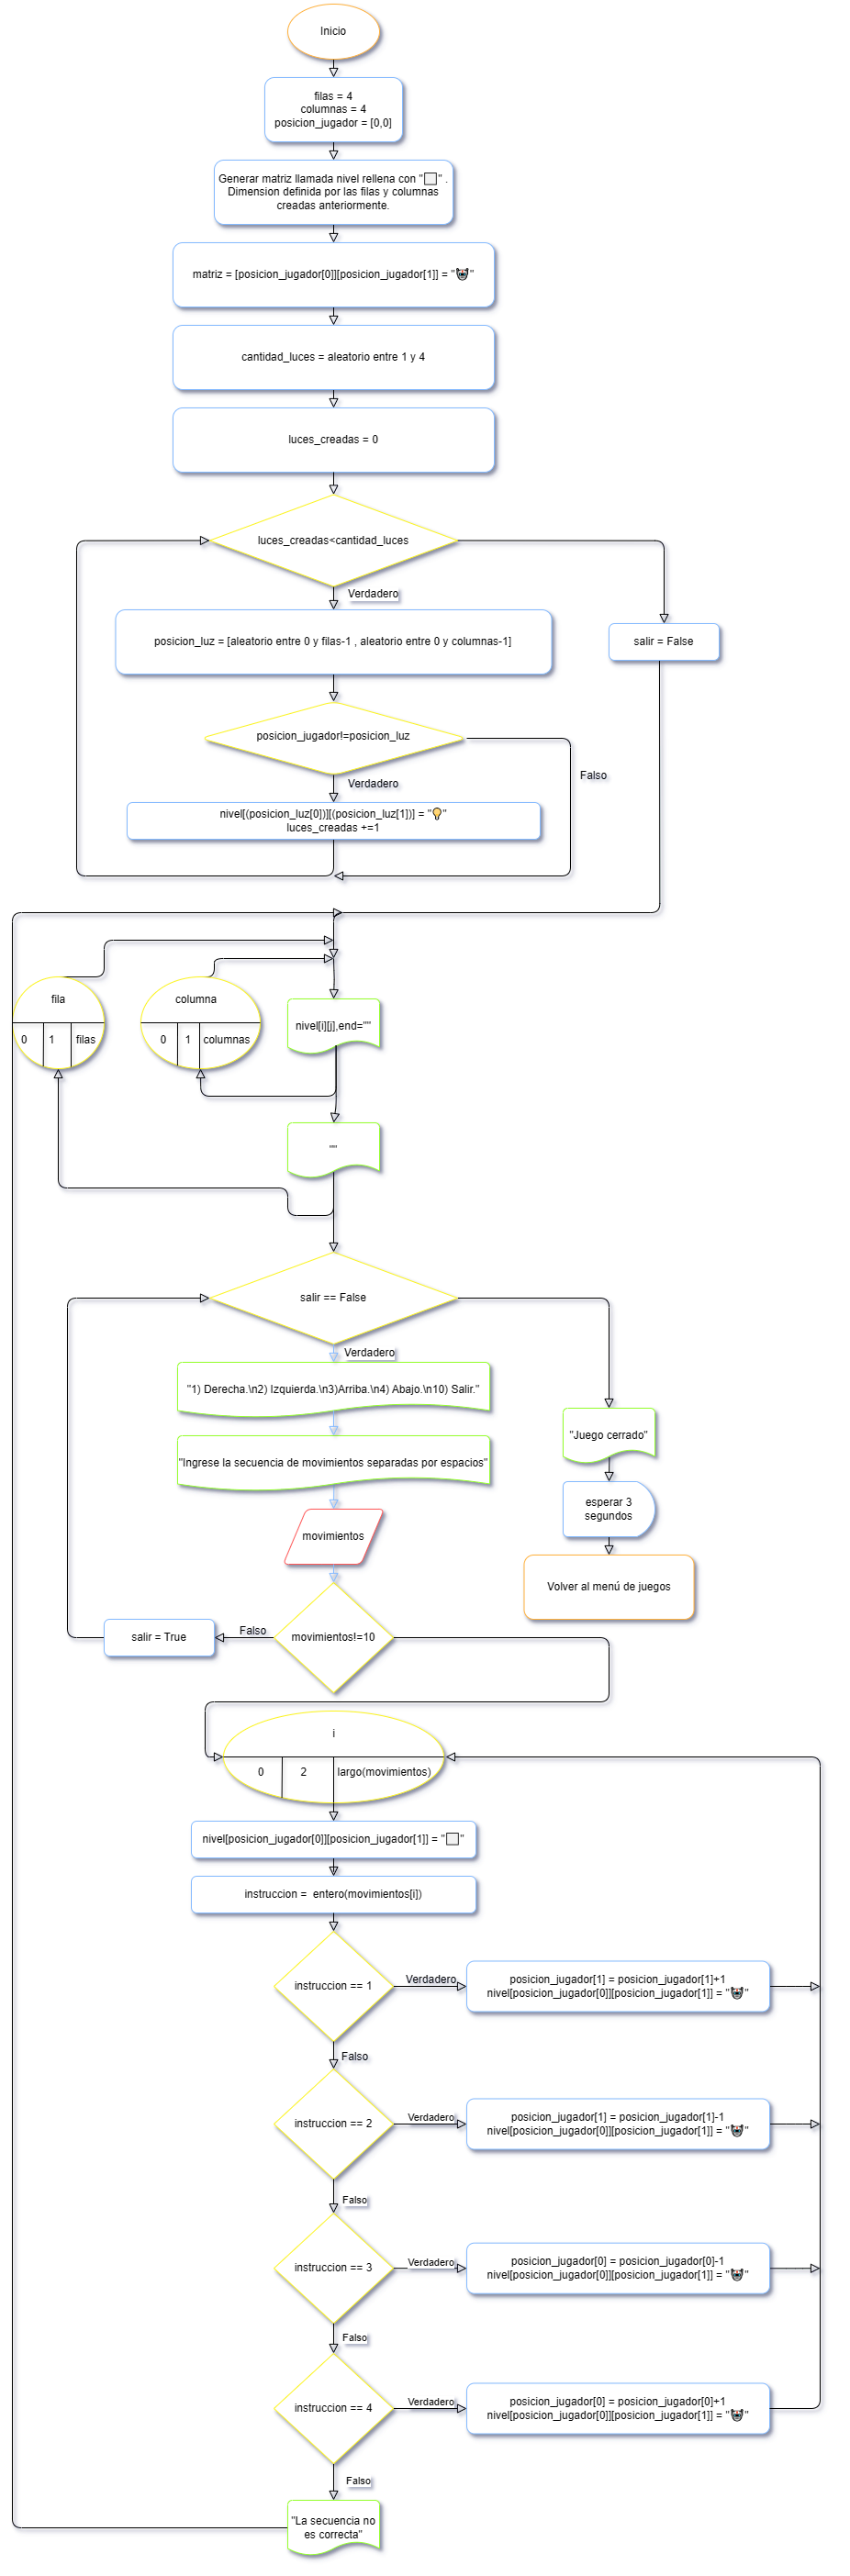 Inicio
filas = 4
columnas = 4
posicion_jugador = [0,0]
Generar matriz llamada nivel rellena con "⬜" .
Dimension definida por las filas y columnas
creadas anteriormente.
matriz = [posicion_jugador[0]][posicion_jugador[1]] = "🤡"
cantidad_luces = aleatorio entre 1 y 4
luces_creadas = 0
luces_creadas<cantidad_luces
Verdadero
posicion_luz = [aleatorio entre 0 y filas-1 , aleatorio entre 0 y columnas-1]
salir = False
posicion_jugador!=posicion_luz
Falso
Verdadero
nivel[(posicion_luz[0])][(posicion_luz[1])] = "💡"
luces_creadas +=1
fila
0
1
filas
columna
0
1
columnas
nivel[i][j],end=""
""
salir == False
Verdadero
"1) Derecha.\n2) Izquierda.\n3)Arriba.\n4) Abajo.\n10) Salir."
"Juego cerrado"
"Ingrese la secuencia de movimientos separadas por espacios"
esperar 3
segundos
movimientos
Volver al menú de juegos
salir = True
Falso
movimientos!=10
i
0
2
largo(movimientos)
nivel[posicion_jugador[0]][posicion_jugador[1]] = "⬜"
instruccion = entero(movimientos[i])
instruccion == 1
Verdadero
posicion_jugador[1] = posicion_jugador[1]+1
nivel[posicion_jugador[0]][posicion_jugador[1]] = "🤡"
Falso
instruccion == 2
Verdadero
posicion_jugador[1] = posicion_jugador[1]-1
nivel[posicion_jugador[0]][posicion_jugador[1]] = "🤡"
Falso
instruccion == 3
Verdadero
posicion_jugador[0] = posicion_jugador[0]-1
nivel[posicion_jugador[0]][posicion_jugador[1]] = "🤡"
Falso
instruccion == 4
Verdadero
posicion_jugador[0] = posicion_jugador[0]+1
nivel[posicion_jugador[0]][posicion_jugador[1]] = "🤡"
Falso
"La secuencia no
es correcta"